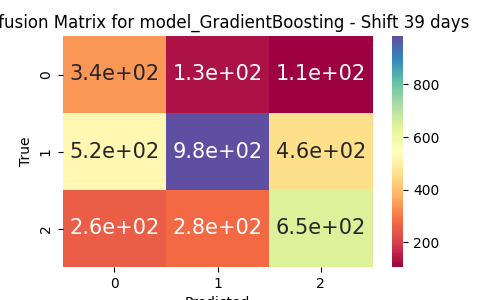 fusion Matrix for model_GradientBoosting - Shift 39 days
0 3.4e+02 1.3e+02 1.1e+02
1 5.2e+02 9.8e+02 4.6e+02
2 2.6e+02 2.8e+02 6.5e+02
True
0 1 2
Predicted
800
600
400
200